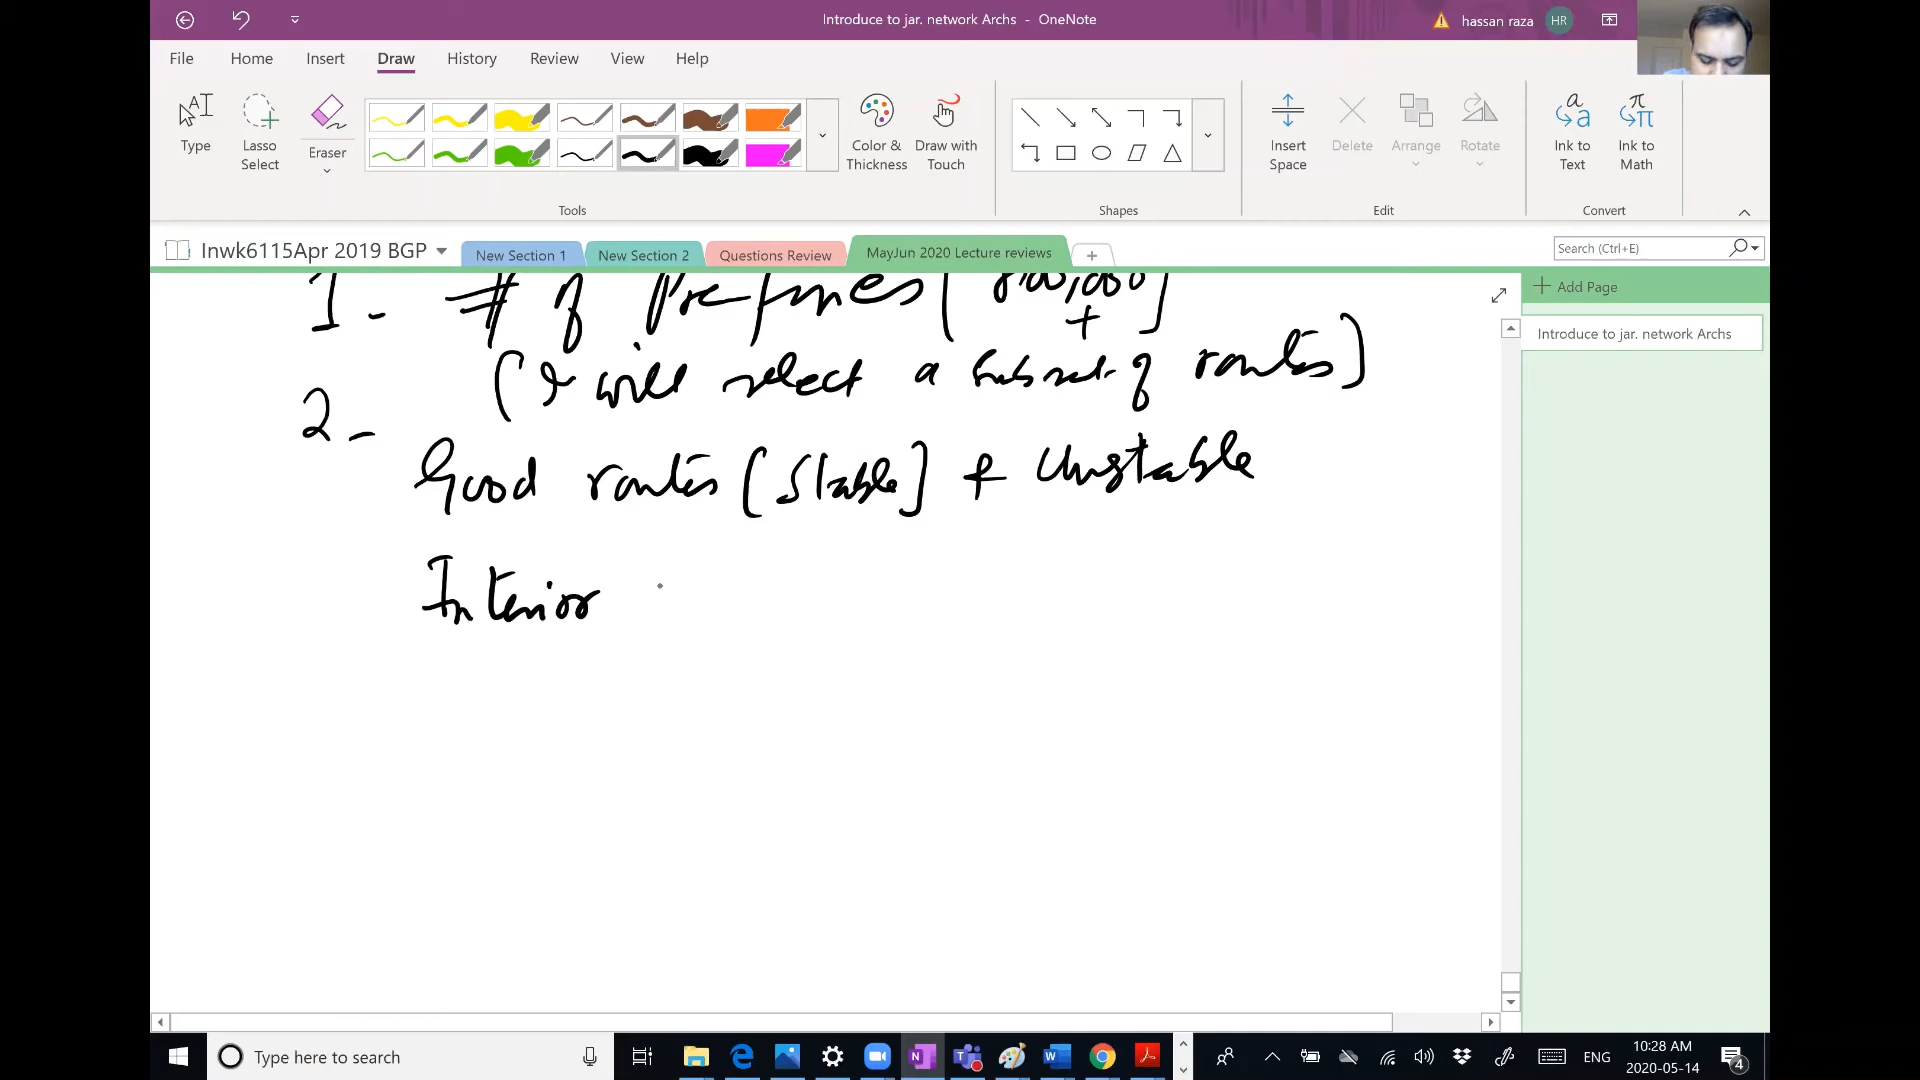 Introduce to jar. network Archs - OneNote
hassan raza HR
File Home Insert Draw History Review View Help
Type
Lasso Select
Eraser
Color & Thickness
Draw with Touch
Insert Space
Delete
Arrange
Rotate
Ink to Text
Ink to Math
Tools Shapes Edit Convert
Inwk6115Apr 2019 BGP New Section 1 New Section 2 Questions Review MayJun 2020 Lecture reviews + Search (Ctrl+E)
Add Page
Introduce to jar. network Archs
1- # of Prefixes [800,000 +]
(I will select a subset of routes)
2-
Good routes [Stable] & Unstable
Interior
Type here to search
ENG
10:28 AM
2020-05-14
4